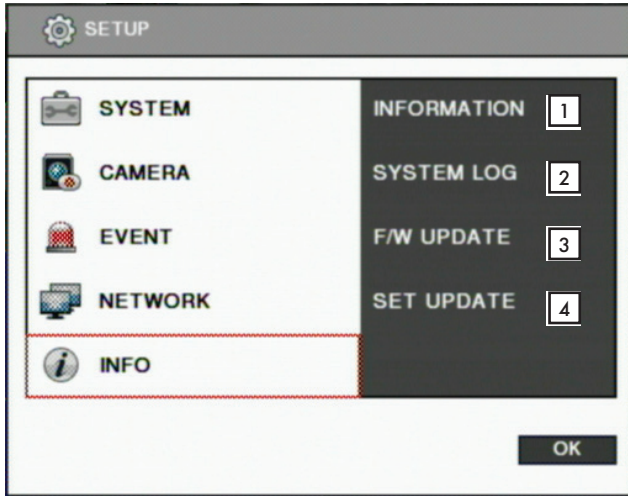 SETUP
SYSTEM
INFORMATION 1
CAMERA
SYSTEM LOG 2
EVENT
F/W UPDATE 3
NETWORK
SET UPDATE 4
INFO
OK